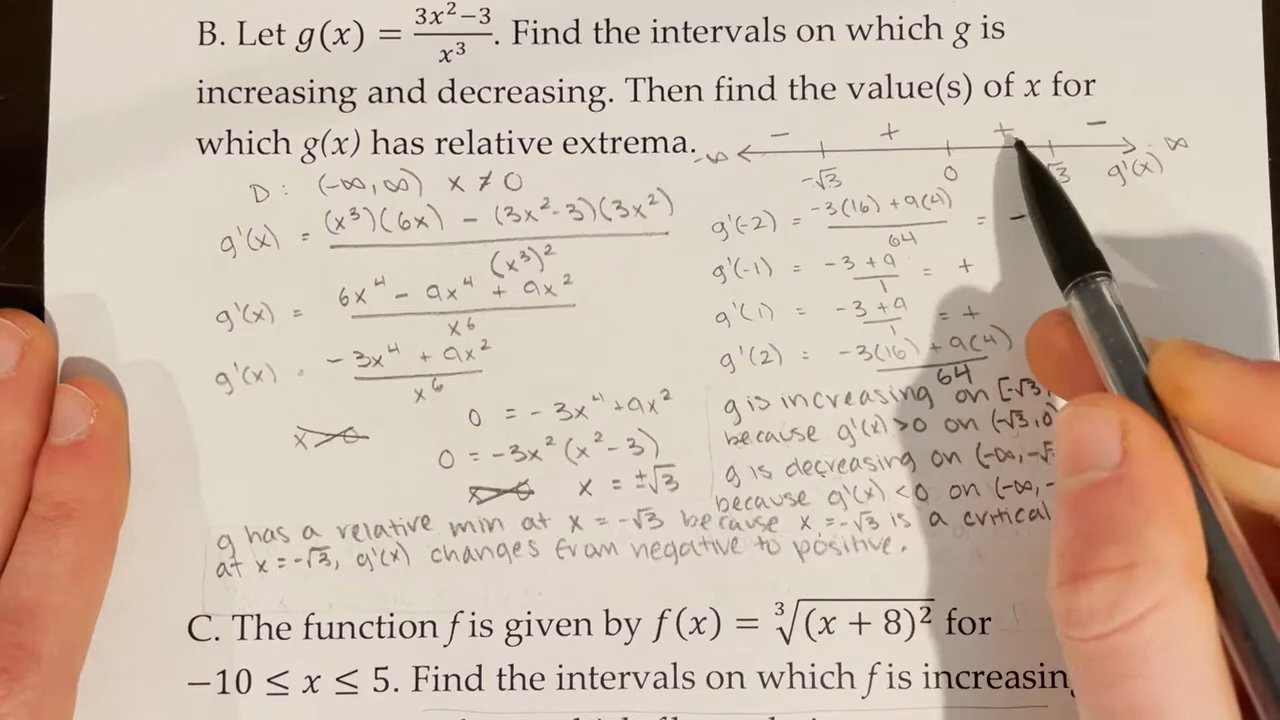 B. Let g(x) = 3x²−3 / x³. Find the intervals on which g is
increasing and decreasing. Then find the value(s) of x for
which g(x) has relative extrema.
− + + −
-∞ -√3 0 √3 g'(x) ∞
D: (-∞,∞) x ≠ 0
g'(x) = (x³)(6x) − (3x²-3)(3x²) / (x³)²
g'(x) = 6x⁴ − 9x⁴ + 9x² / x⁶
g'(x) = −3x⁴ + 9x² / x⁶
0 = −3x⁴ + 9x²
0 = −3x² (x² − 3)
x = ±√3
g'(-2) = -3(16) + 9(4) / 64 = −
g'(-1) = -3 + 9 / 1 = +
g'(1) = -3 + 9 / 1 = +
g'(2) = -3(16) + 9(4) / 64
g is increasing on [-√3,
because g'(x) > 0 on (-√3, 0)
g is decreasing on (-∞, -√
because g'(x) < 0 on (-∞, -
g has a relative min at x = -√3 because x = -√3 is a critical
at x = -√3, g'(x) changes from negative to positive.
C. The function f is given by f(x) = ∛(x + 8)² for
−10 ≤ x ≤ 5. Find the intervals on which f is increasin